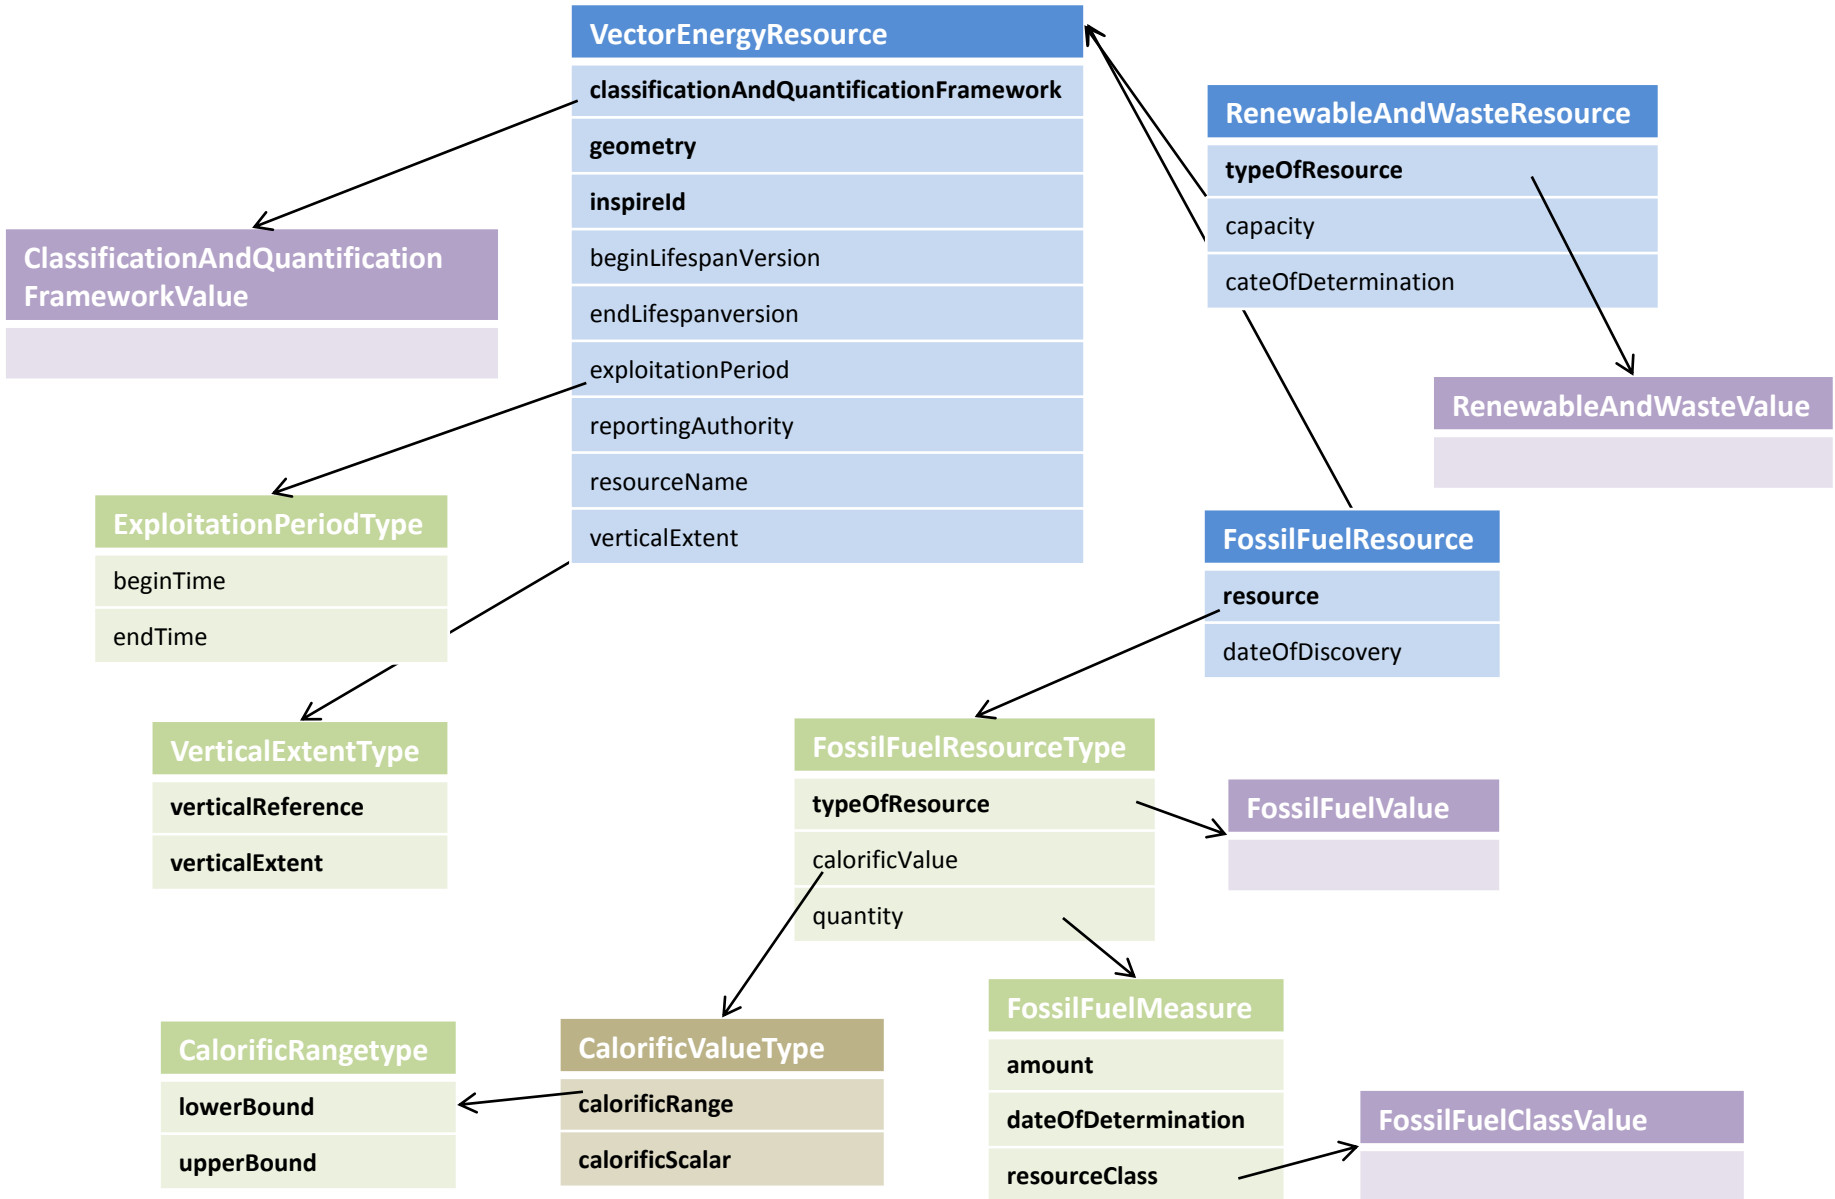 VectorEnergyResource
classificationAndQuantificationFramework
geometry
inspireId
beginLifespanVersion
endLifespanversion
exploitationPeriod
reportingAuthority
resourceName
verticalExtent
RenewableAndWasteResource
typeOfResource
capacity
cateOfDetermination
ClassificationAndQuantification
FrameworkValue
RenewableAndWasteValue
ExploitationPeriodType
beginTime
endTime
FossilFuelResource
resource
dateOfDiscovery
VerticalExtentType
verticalReference
verticalExtent
FossilFuelResourceType
typeOfResource
calorificValue
quantity
FossilFuelValue
CalorificRangetype
lowerBound
upperBound
CalorificValueType
calorificRange
calorificScalar
FossilFuelMeasure
amount
dateOfDetermination
resourceClass
FossilFuelClassValue